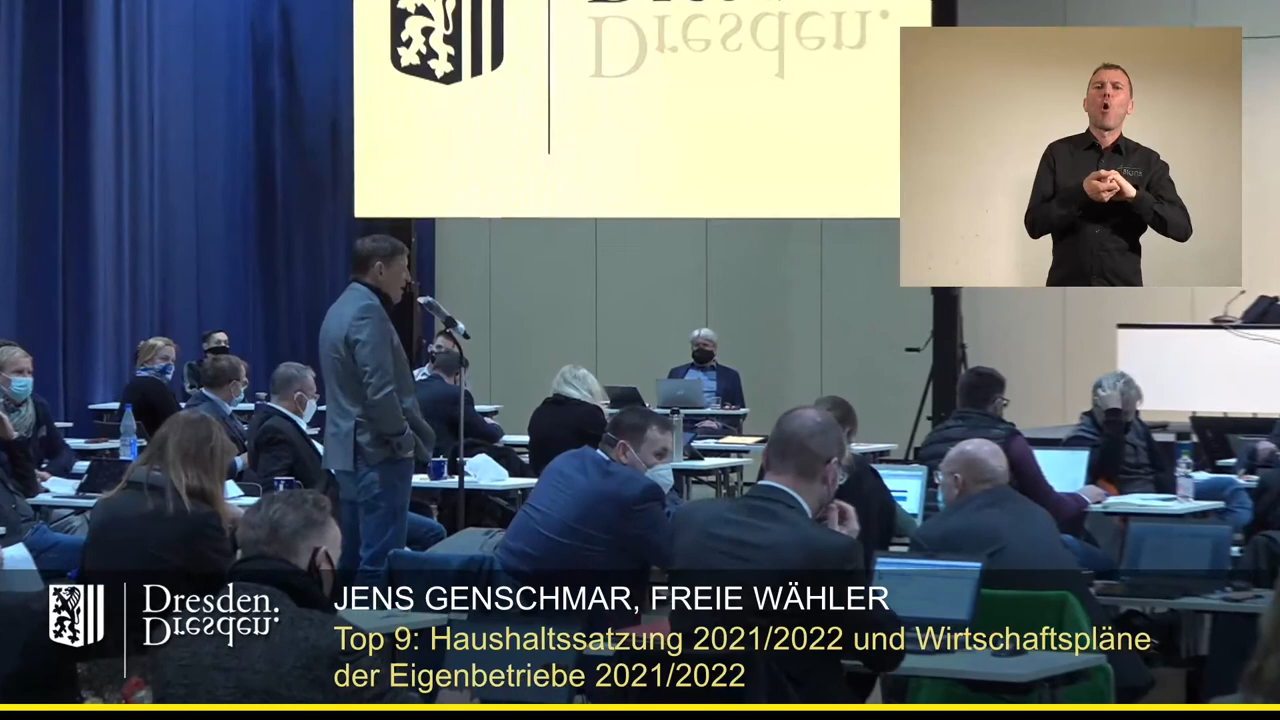 Dresden.
Dresden.
JENS GENSCHMAR, FREIE WÄHLER
Top 9: Haushaltssatzung 2021/2022 und Wirtschaftspläne
der Eigenbetriebe 2021/2022